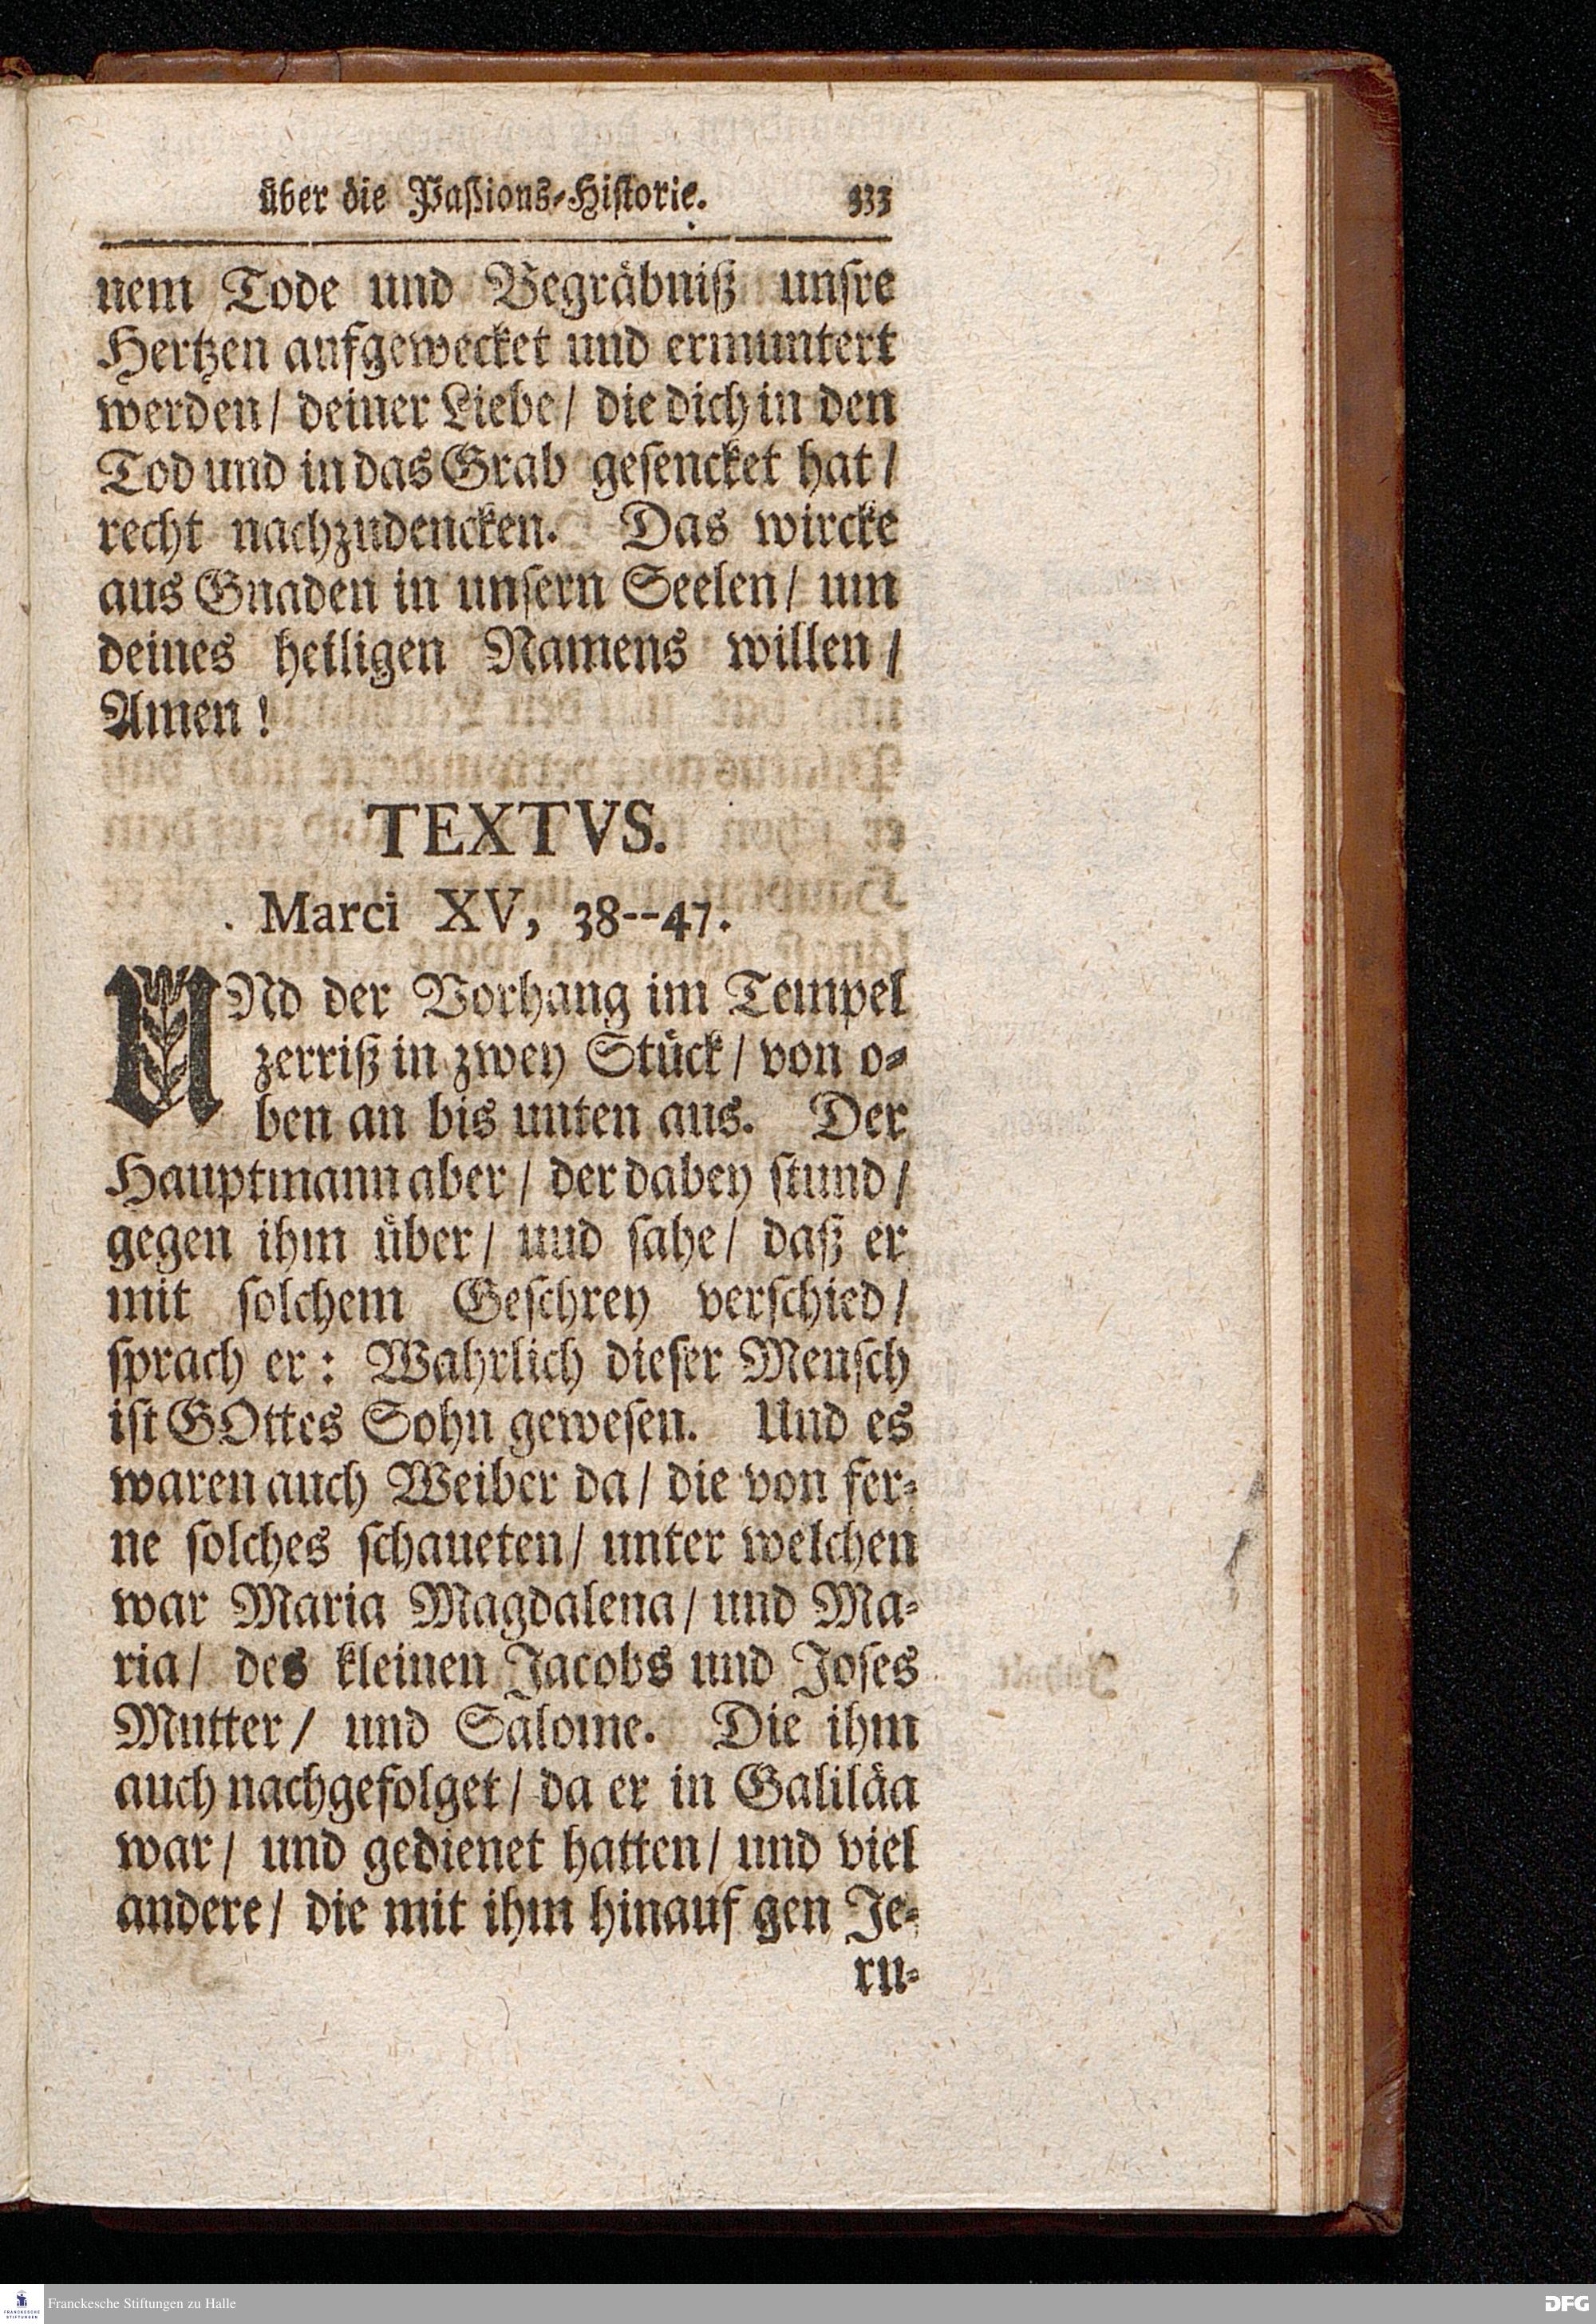 über die Paßions-Historie. 333
nem Tode und Begräbniß unsre
Hertzen aufgewecket und ermuntert
werden/ deiner Liebe/ die dich in den
Tod und in das Grab gesencket hat/
recht nachzudencken. Das wircke
aus Gnaden in unsern Seelen/ um
deines heiligen Namens willen/
Amen!
TEXTVS.
Marci XV, 38--47.
UNd der Vorhang im Tempel
zerriß in zwey Stück/ von o-
ben an bis unten aus. Der
Hauptmann aber/ der dabey stund/
gegen ihm über/ und sahe/ daß er
mit solchem Geschrey verschied/
sprach er: Wahrlich dieser Mensch
ist GOttes Sohn gewesen. Und es
waren auch Weiber da/ die von fer-
ne solches schaueten/ unter welchen
war Maria Magdalena/ und Ma-
ria/ des kleinen Jacobs und Joses
Mutter/ und Salome. Die ihm
auch nachgefolget/ da er in Galiläa
war/ und gedienet hatten/ und viel
andere/ die mit ihm hinauf gen Je-
ru-
FRANCKESCHE STIFTUNGEN
Franckesche Stiftungen zu Halle
DFG